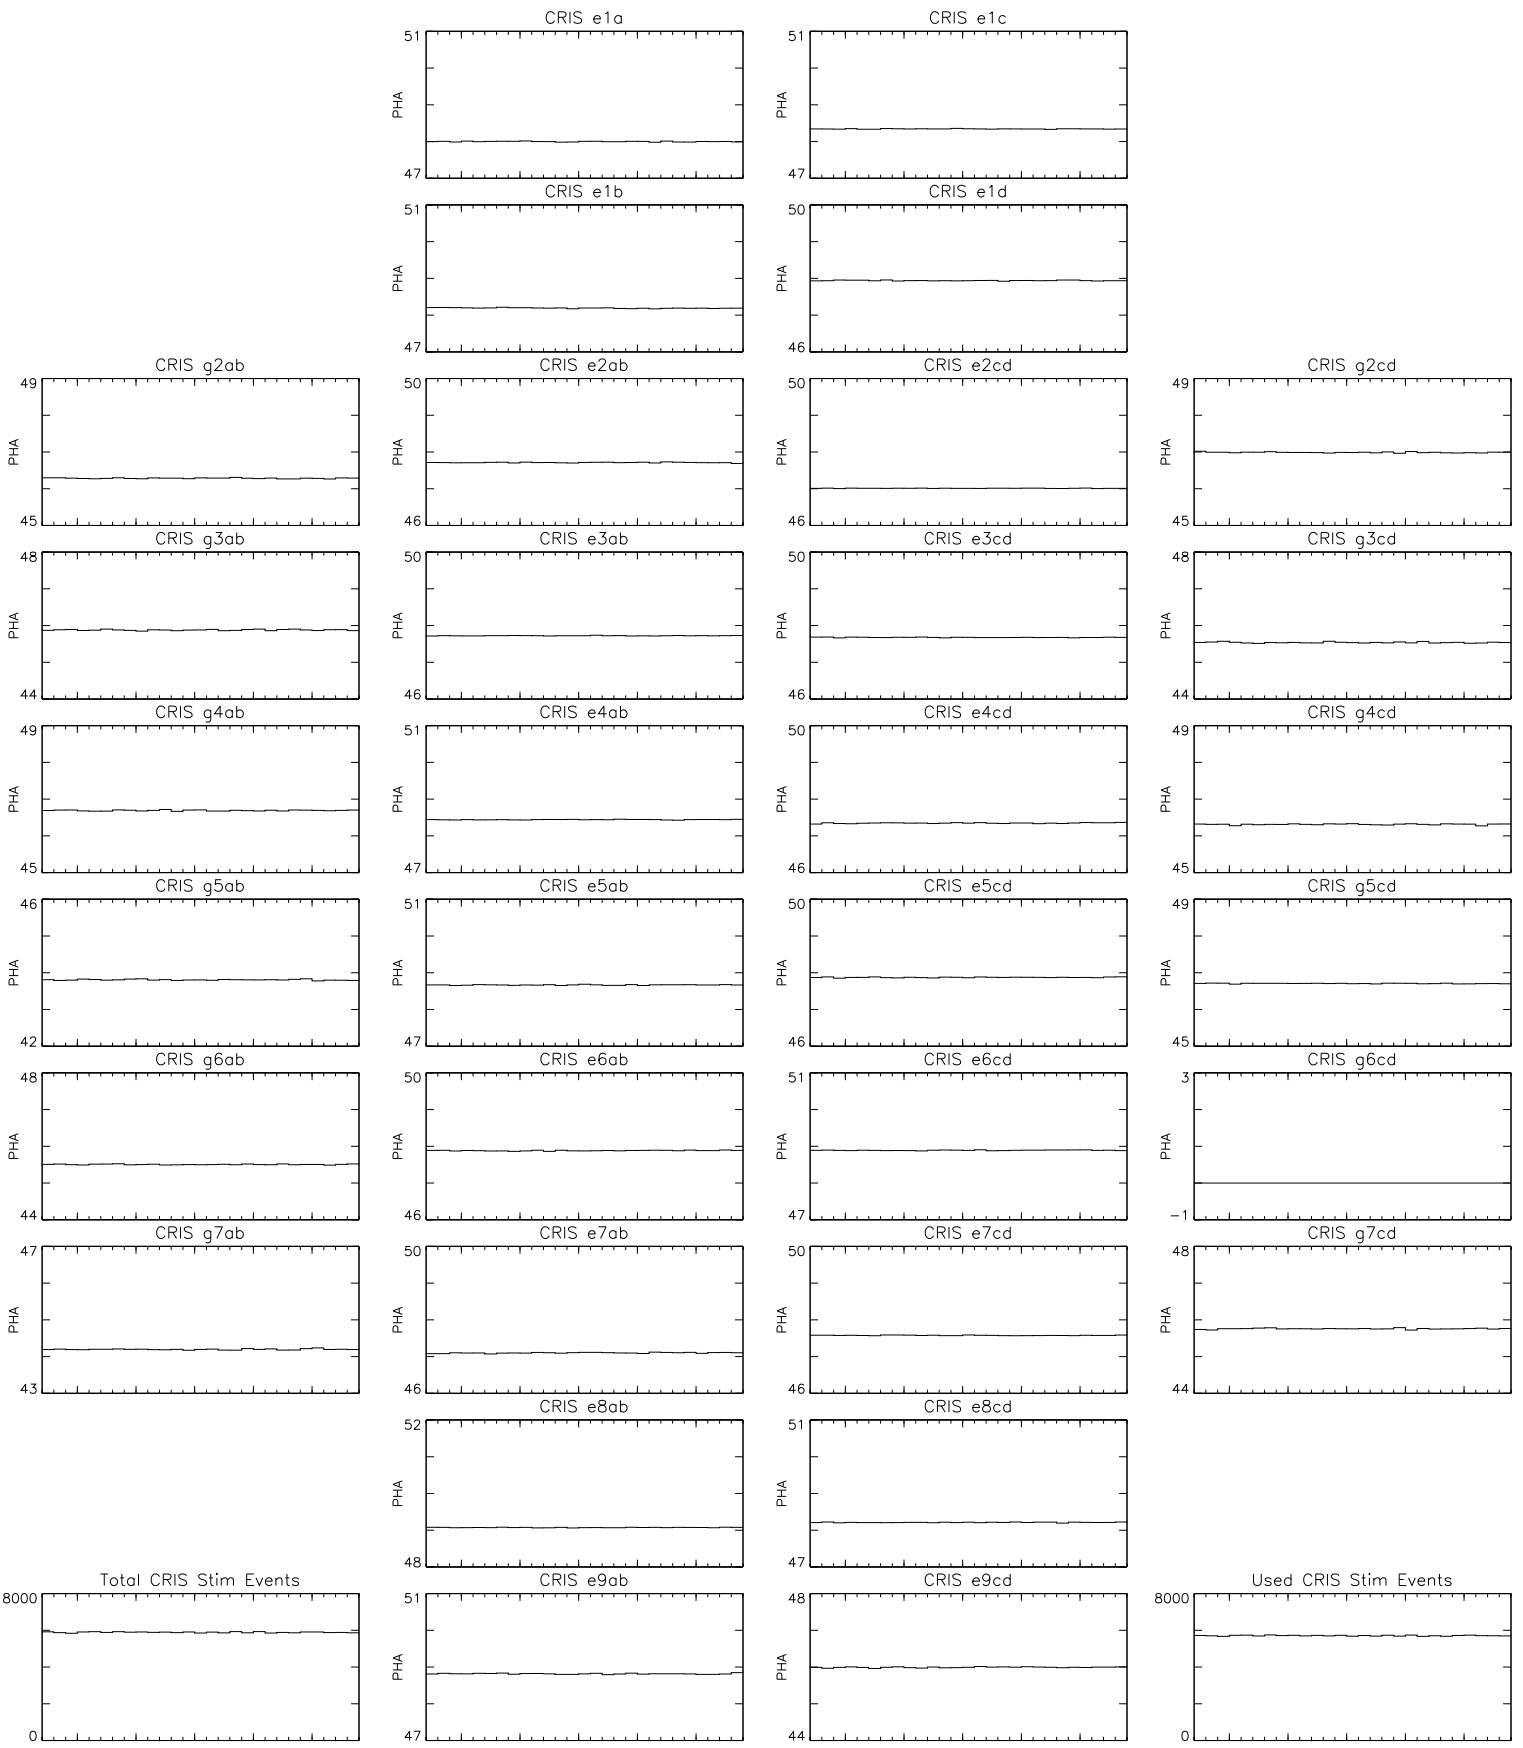 CRIS e1a
51
PHA
47
CRIS e1c
51
PHA
47
CRIS e1b
51
PHA
47
CRIS e1d
50
PHA
46
CRIS g2ab
49
PHA
45
CRIS e2ab
50
PHA
46
CRIS e2cd
50
PHA
46
CRIS g2cd
49
PHA
45
CRIS g3ab
48
PHA
44
CRIS e3ab
50
PHA
46
CRIS e3cd
50
PHA
46
CRIS g3cd
48
PHA
44
CRIS g4ab
49
PHA
45
CRIS e4ab
51
PHA
47
CRIS e4cd
50
PHA
46
CRIS g4cd
49
PHA
45
CRIS g5ab
46
PHA
42
CRIS e5ab
51
PHA
47
CRIS e5cd
50
PHA
46
CRIS g5cd
49
PHA
45
CRIS g6ab
48
PHA
44
CRIS e6ab
50
PHA
46
CRIS e6cd
51
PHA
47
CRIS g6cd
3
PHA
-1
CRIS g7ab
47
PHA
43
CRIS e7ab
50
PHA
46
CRIS e7cd
50
PHA
46
CRIS g7cd
48
PHA
44
CRIS e8ab
52
PHA
48
CRIS e8cd
51
PHA
47
Total CRIS Stim Events
8000
0
CRIS e9ab
51
PHA
47
CRIS e9cd
48
PHA
44
Used CRIS Stim Events
8000
0